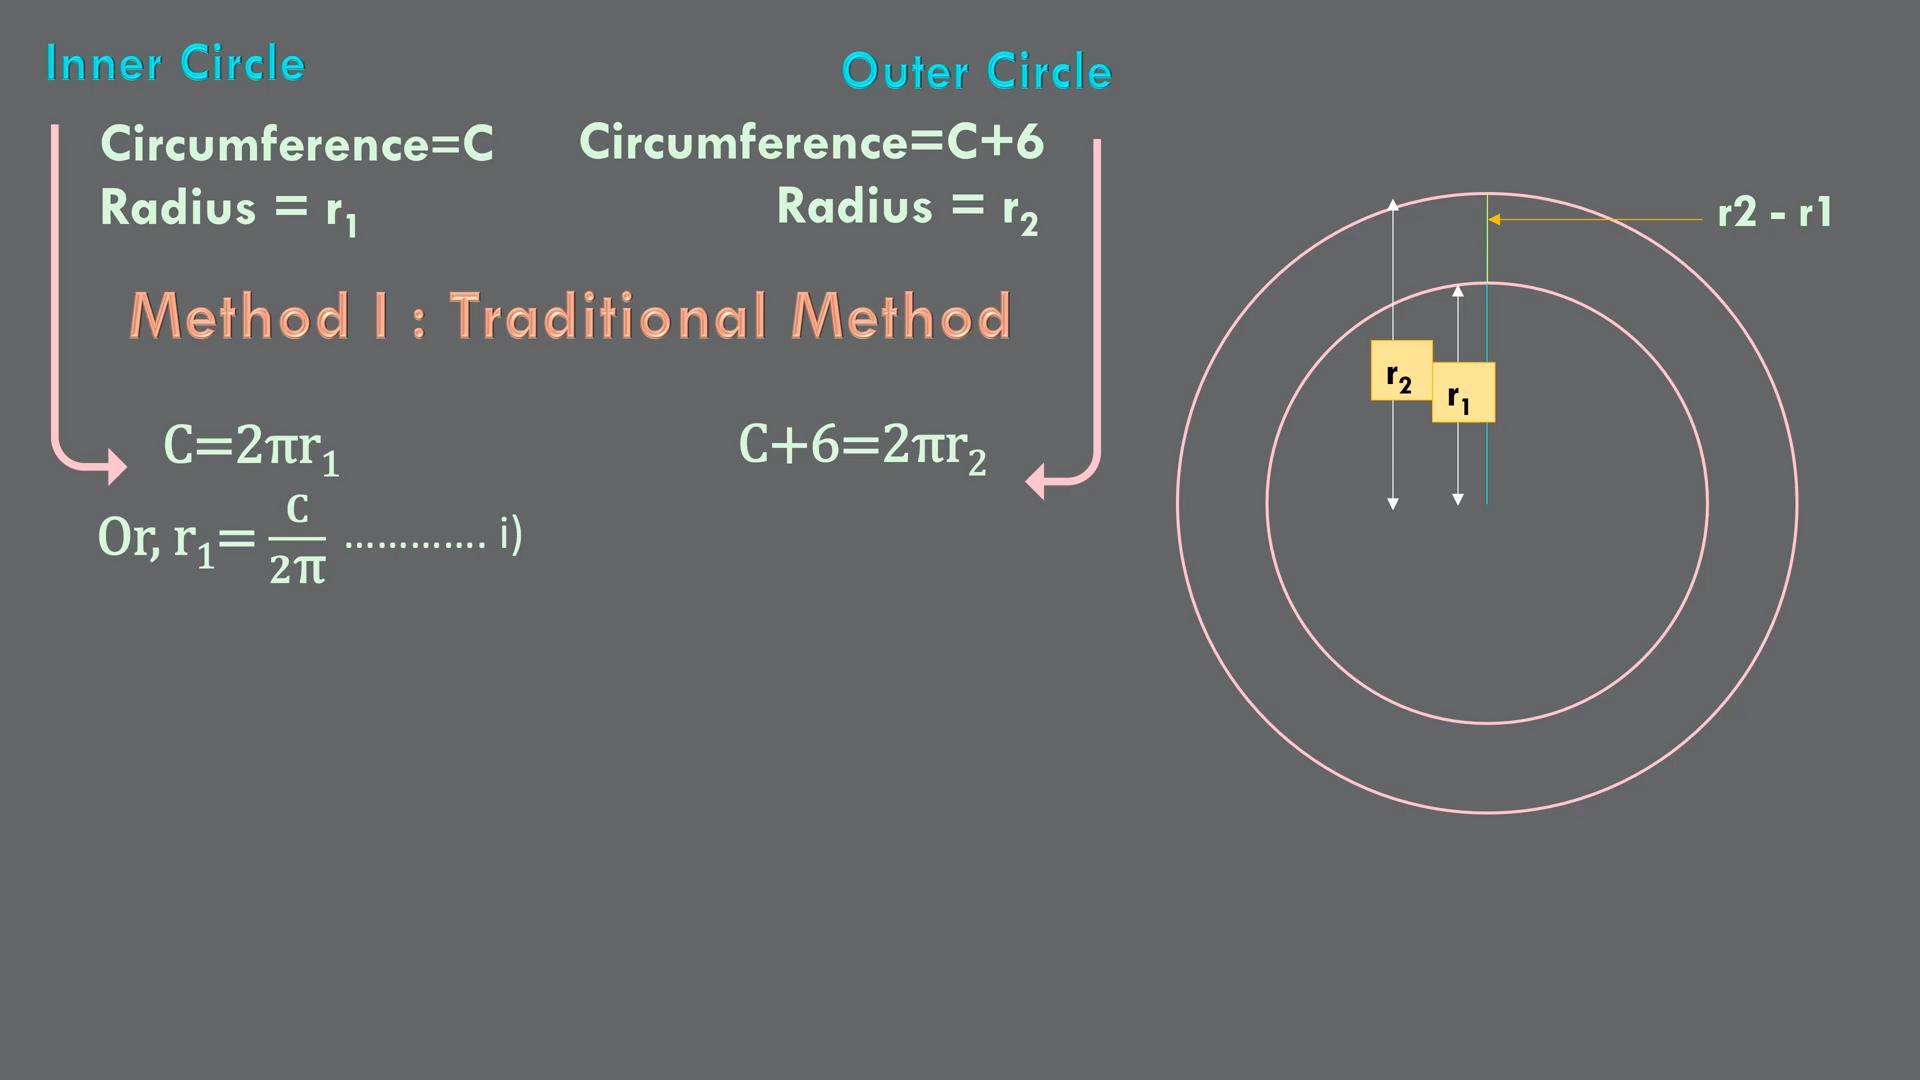 Inner Circle
Circumference=C
Radius = r₁
Outer Circle
Circumference=C+6
Radius = r₂
Method I : Traditional Method
C=2πr₁
Or, r₁= C/2π ............. i)
C+6=2πr₂
r2 - r1
r₂
r₁